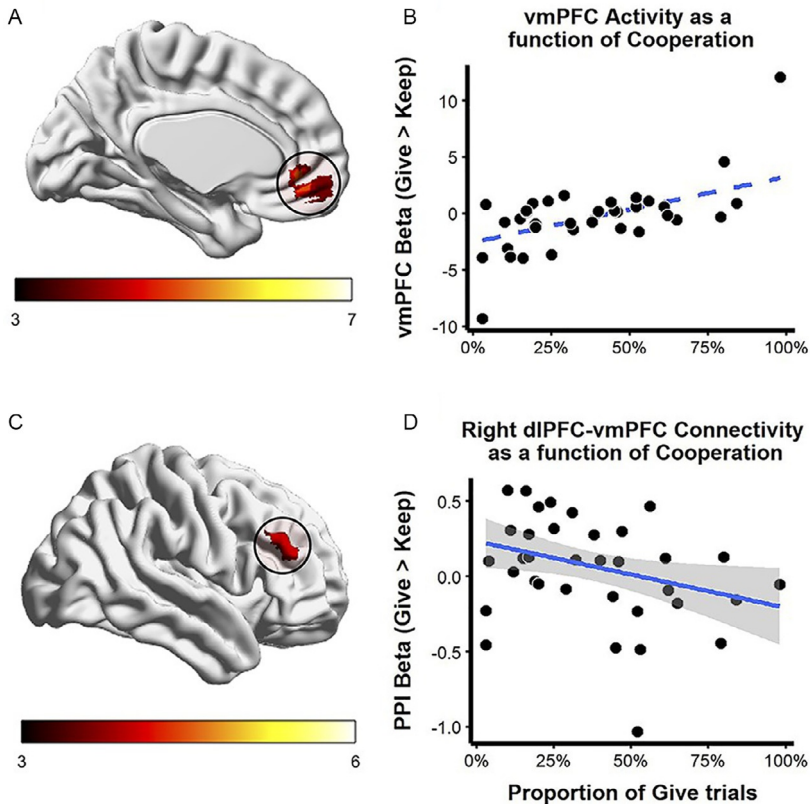 A
3
7
B
vmPFC Activity as a
function of Cooperation
vmPFC Beta (Give > Keep)
10
5
0
-5
-10
0%
25%
50%
75%
100%
C
3
6
D
Right dlPFC-vmPFC Connectivity
as a function of Cooperation
PPI Beta (Give > Keep)
0.5
0.0
-0.5
-1.0
0%
25%
50%
75%
100%
Proportion of Give trials